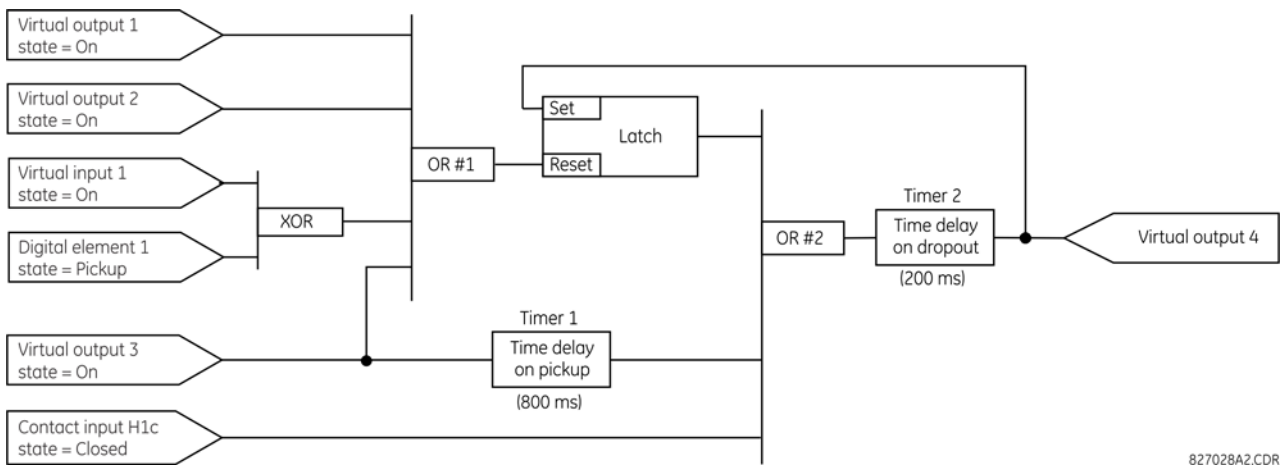 Virtual output 1
state = On
Virtual output 2
state = On
Virtual input 1
state = On
Digital element 1
state = Pickup
XOR
OR #1
Set
Latch
Reset
Virtual output 3
state = On
Timer 1
Time delay
on pickup
(800 ms)
Contact input H1c
state = Closed
OR #2
Timer 2
Time delay
on dropout
(200 ms)
Virtual output 4
827028A2.CDR